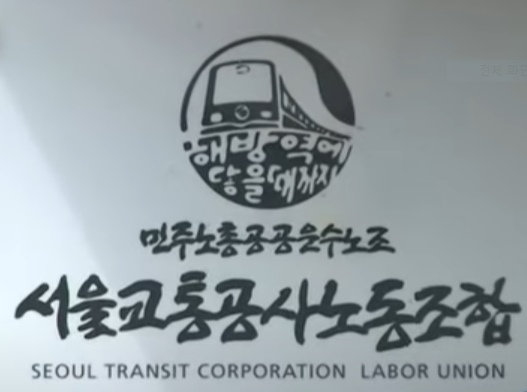 해방역에
닿을때까지
민주노총공공운수노조
서울교통공사노동조합
SEOUL TRANSIT CORPORATION LABOR UNION